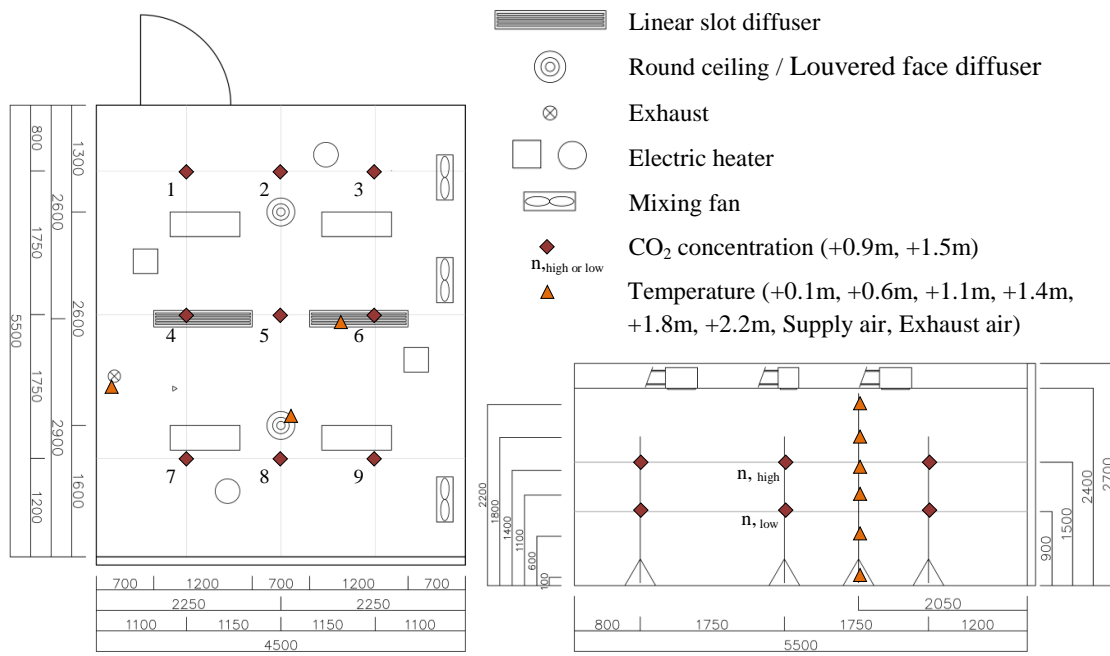 Linear slot diffuser
Round ceiling / Louvered face diffuser
Exhaust
Electric heater
Mixing fan
CO₂ concentration (+0.9m, +1.5m)
n,high or low
Temperature (+0.1m, +0.6m, +1.1m, +1.4m,
+1.8m, +2.2m, Supply air, Exhaust air)
1 2 3
4 5 6
7 8 9
5500
800
1750
1750
1200
1300
2600
2600
2900
1600
700 1200 700 1200 700
2250 2250
1100 1150 1150 1100
4500
n, high
n, low
2200
1800
1400
1100
600
100
900
1500
2400
2700
2050
800 1750 1750 1200
5500